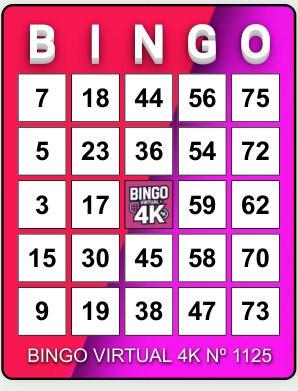 B I N G O
7 18 44 56 75
5 23 36 54 72
3 17 BINGO VIRTUAL 4K 59 62
15 30 45 58 70
9 19 38 47 73
BINGO VIRTUAL 4K Nº 1125